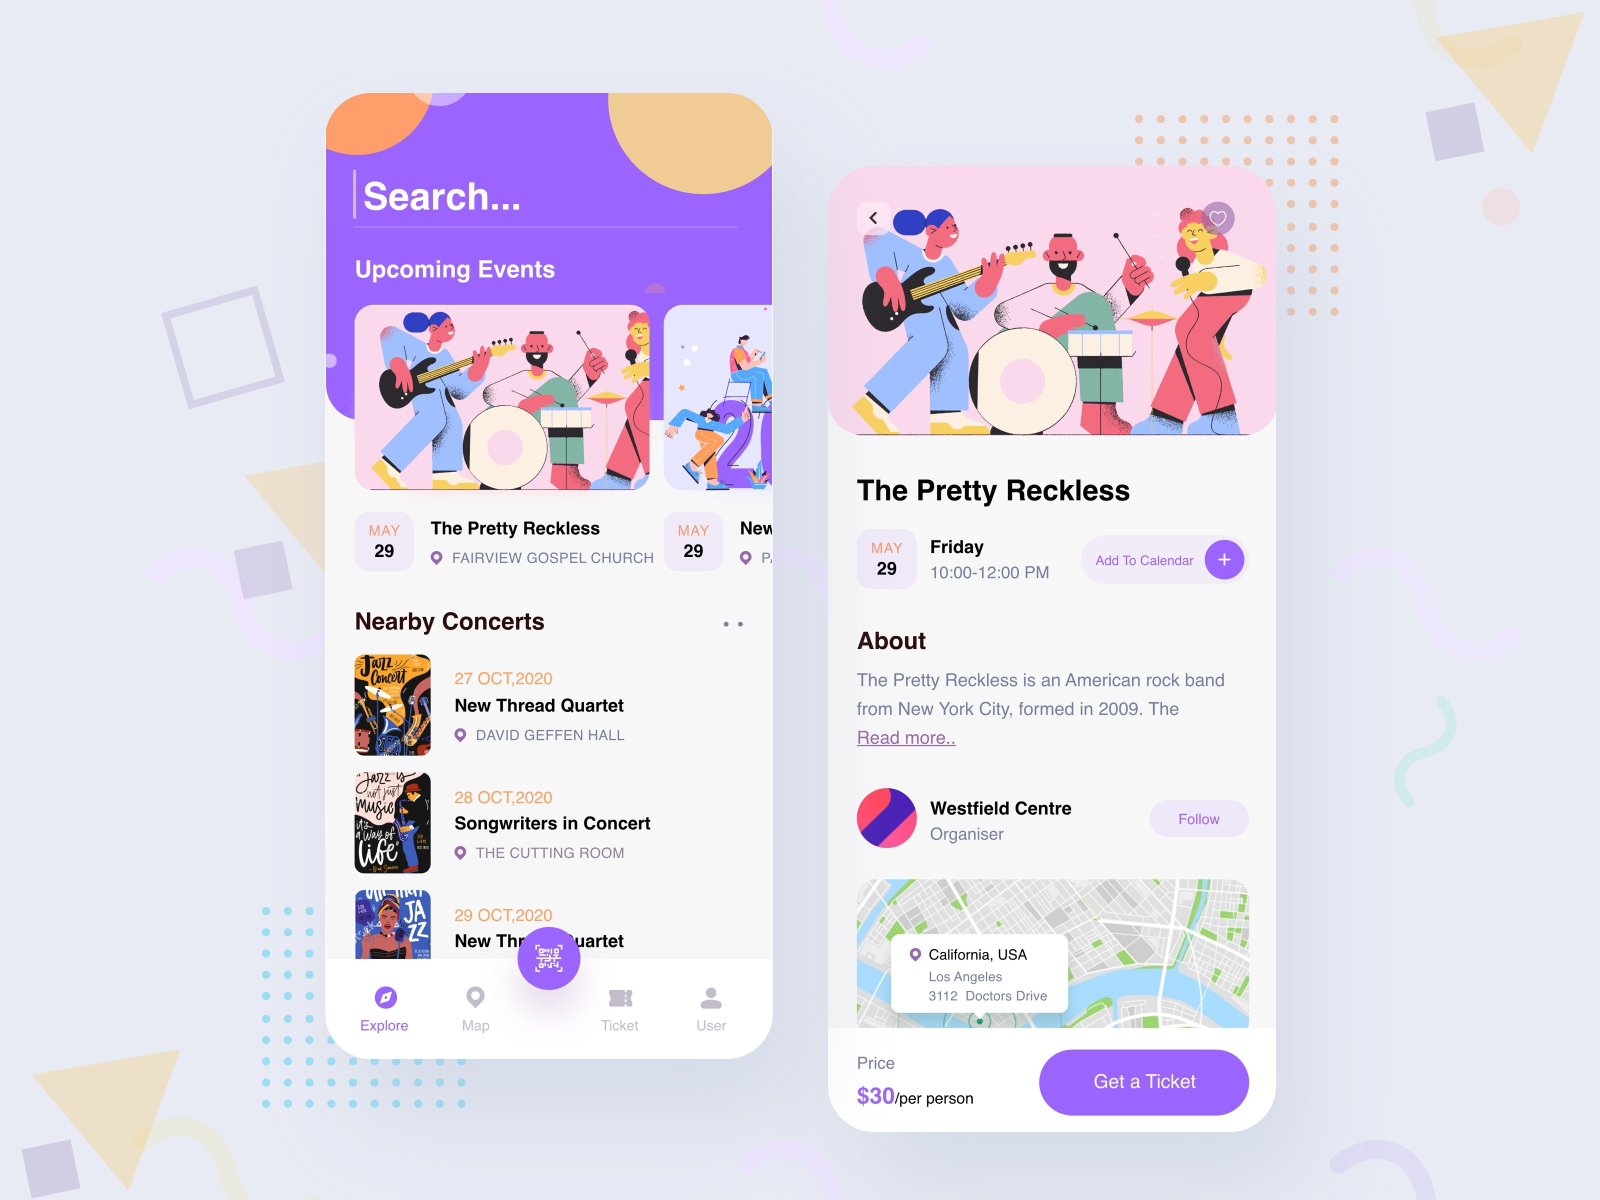 Search...
Upcoming Events
MAY
29
The Pretty Reckless
FAIRVIEW GOSPEL CHURCH
MAY
29
New
Nearby Concerts
Jazz
Concert
27 OCT,2020
New Thread Quartet
DAVID GEFFEN HALL
Jazz is
not just
music
it's
a way of
life
28 OCT,2020
Songwriters in Concert
THE CUTTING ROOM
JA
ZZ
29 OCT,2020
New Thr uartet
Explore
Map
Ticket
User
The Pretty Reckless
MAY
29
Friday
10:00-12:00 PM
Add To Calendar
About
The Pretty Reckless is an American rock band
from New York City, formed in 2009. The
Read more..
Westfield Centre
Organiser
Follow
California, USA
Los Angeles
3112 Doctors Drive
Price
$30/per person
Get a Ticket